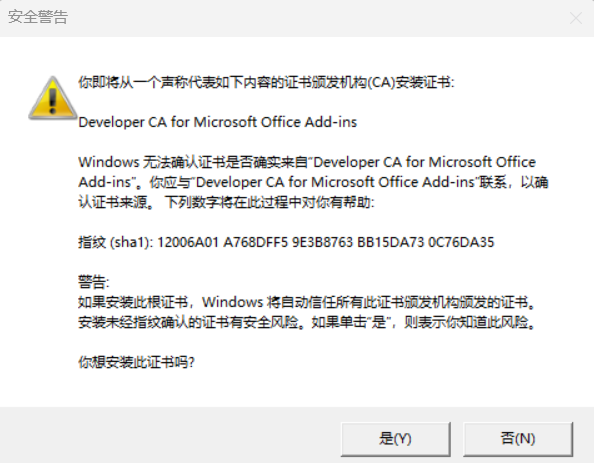 安全警告
你即将从一个声称代表如下内容的证书颁发机构(CA)安装证书:
Developer CA for Microsoft Office Add-ins
Windows 无法确认证书是否确实来自"Developer CA for Microsoft Office
Add-ins"。你应与"Developer CA for Microsoft Office Add-ins"联系，以确
认证书来源。 下列数字将在此过程中对你有帮助:
指纹 (sha1): 12006A01 A768DFF5 9E3B8763 BB15DA73 0C76DA35
警告:
如果安装此根证书，Windows 将自动信任所有此证书颁发机构颁发的证书。
安装未经指纹确认的证书有安全风险。如果单击"是"，则表示你知道此风险。
你想安装此证书吗?
是(Y)
否(N)